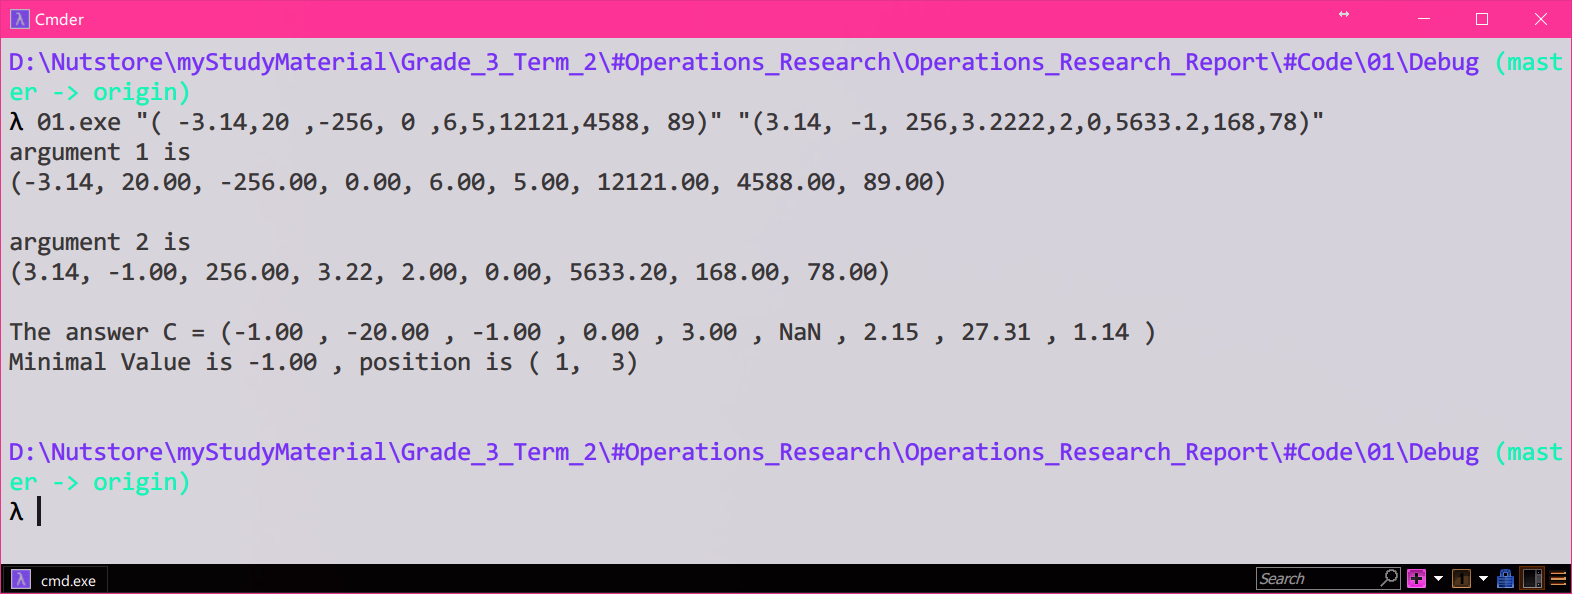 Cmder
D:\Nutstore\myStudyMaterial\Grade_3_Term_2\#Operations_Research\Operations_Research_Report\#Code\01\Debug (mast
er -> origin)
λ 01.exe "( -3.14,20 ,-256, 0 ,6,5,12121,4588, 89)" "(3.14, -1, 256,3.2222,2,0,5633.2,168,78)"
argument 1 is
(-3.14, 20.00, -256.00, 0.00, 6.00, 5.00, 12121.00, 4588.00, 89.00)
argument 2 is
(3.14, -1.00, 256.00, 3.22, 2.00, 0.00, 5633.20, 168.00, 78.00)
The answer C = (-1.00 , -20.00 , -1.00 , 0.00 , 3.00 , NaN , 2.15 , 27.31 , 1.14 )
Minimal Value is -1.00 , position is ( 1,  3)
D:\Nutstore\myStudyMaterial\Grade_3_Term_2\#Operations_Research\Operations_Research_Report\#Code\01\Debug (mast
er -> origin)
λ
λ cmd.exe
Search